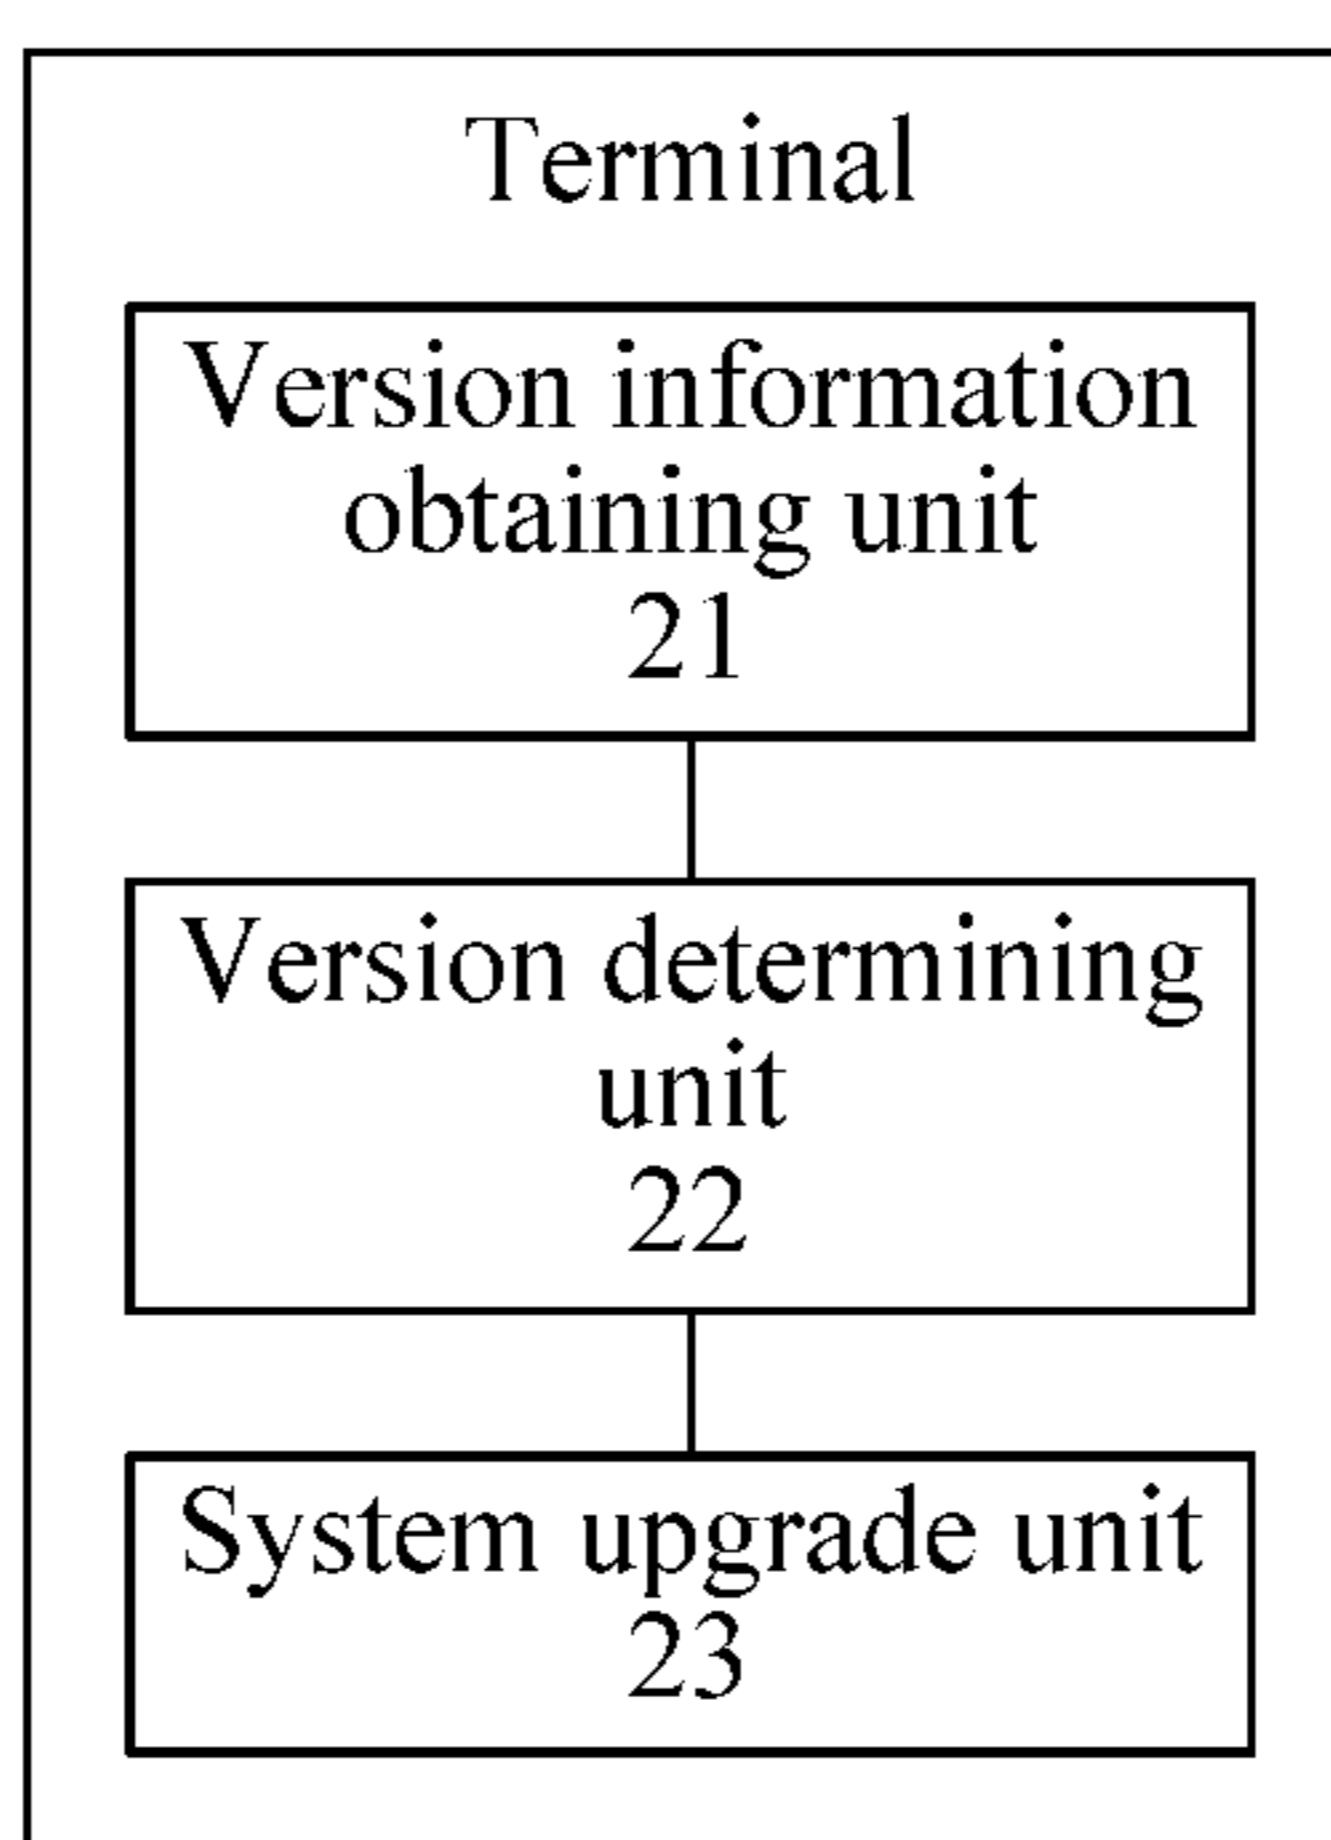 Terminal
Version information
obtaining unit
21
Version determining
unit
22
System upgrade unit
23